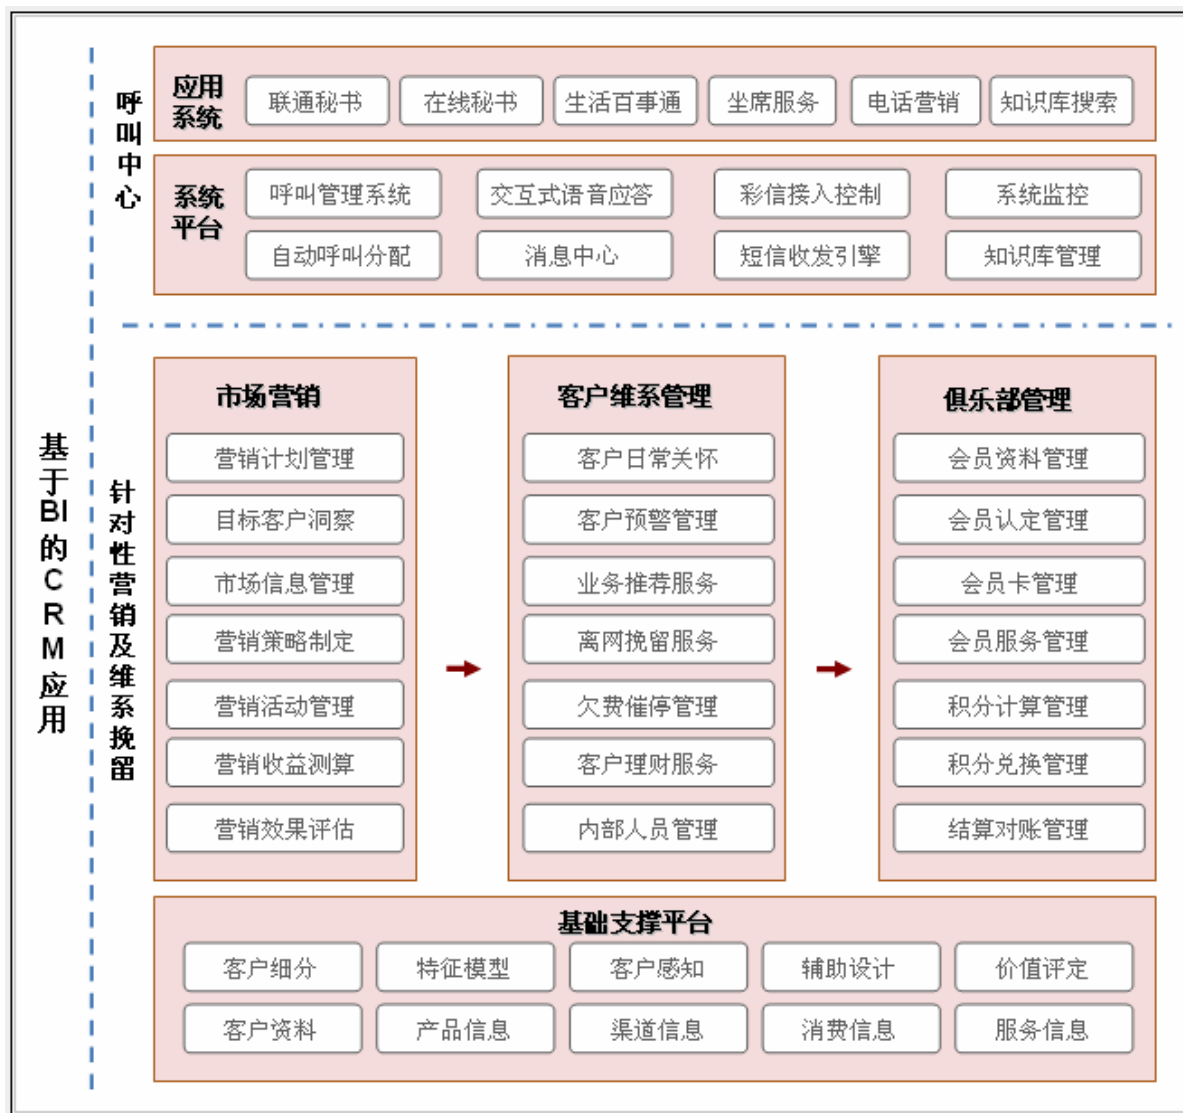 基于BI的CRM应用
呼叫中心
应用系统
联通秘书
在线秘书
生活百事通
坐席服务
电话营销
知识库搜索
系统平台
呼叫管理系统
交互式语音应答
彩信接入控制
系统监控
自动呼叫分配
消息中心
短信收发引擎
知识库管理
针对性营销及维系挽留
市场营销
营销计划管理
目标客户洞察
市场信息管理
营销策略制定
营销活动管理
营销收益测算
营销效果评估
客户维系管理
客户日常关怀
客户预警管理
业务推荐服务
离网挽留服务
欠费催停管理
客户理财服务
内部人员管理
俱乐部管理
会员资料管理
会员认定管理
会员卡管理
会员服务管理
积分计算管理
积分兑换管理
结算对账管理
基础支撑平台
客户细分
特征模型
客户感知
辅助设计
价值评定
客户资料
产品信息
渠道信息
消费信息
服务信息